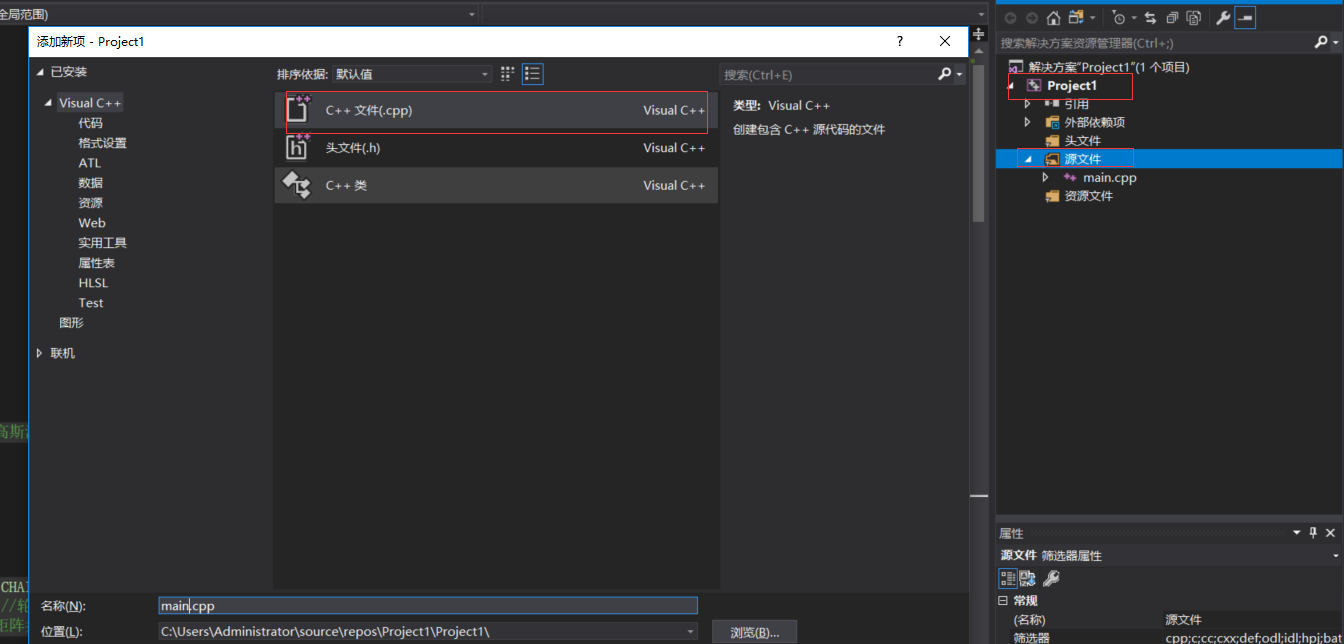 全局范围)
添加新项 - Project1
?
已安装
Visual C++
代码
格式设置
ATL
数据
资源
Web
实用工具
属性表
HLSL
Test
图形
联机
排序依据: 默认值
C++ 文件(.cpp) Visual C++
头文件(.h) Visual C++
C++ 类 Visual C++
搜索(Ctrl+E)
类型: Visual C++
创建包含 C++ 源代码的文件
高斯
CHAI
//轮
矩阵
名称(N): main.cpp
位置(L): C:\Users\Administrator\source\repos\Project1\Project1\
浏览(B)...
搜索解决方案资源管理器(Ctrl+;)
解决方案"Project1"(1 个项目)
Project1
引用
外部依赖项
头文件
源文件
main.cpp
资源文件
属性
源文件 筛选器属性
常规
(名称) 源文件
筛选器 cpp;c;cc;cxx;def;odl;idl;hpj;bat